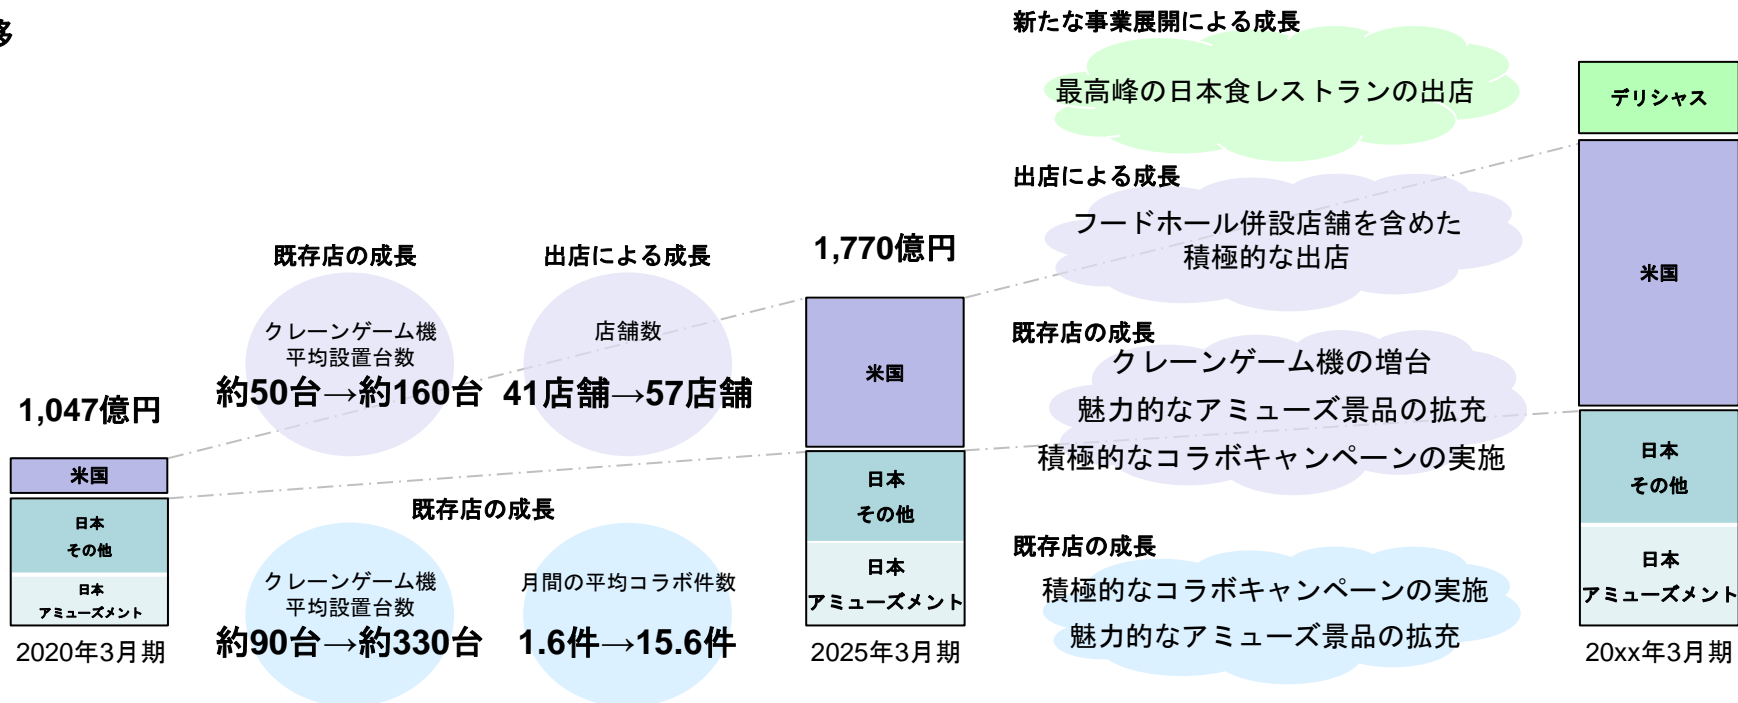 移
1,047億円
米国
日本
その他
日本
アミューズメント
2020年3月期
既存店の成長
クレーンゲーム機
平均設置台数
約50台→約160台
出店による成長
店舗数
41店舗→57店舗
既存店の成長
クレーンゲーム機
平均設置台数
約90台→約330台
月間の平均コラボ件数
1.6件→15.6件
1,770億円
米国
日本
その他
日本
アミューズメント
2025年3月期
新たな事業展開による成長
最高峰の日本食レストランの出店
出店による成長
フードホール併設店舗を含めた
積極的な出店
既存店の成長
クレーンゲーム機の増台
魅力的なアミューズ景品の拡充
積極的なコラボキャンペーンの実施
既存店の成長
積極的なコラボキャンペーンの実施
魅力的なアミューズ景品の拡充
デリシャス
米国
日本
その他
日本
アミューズメント
20xx年3月期